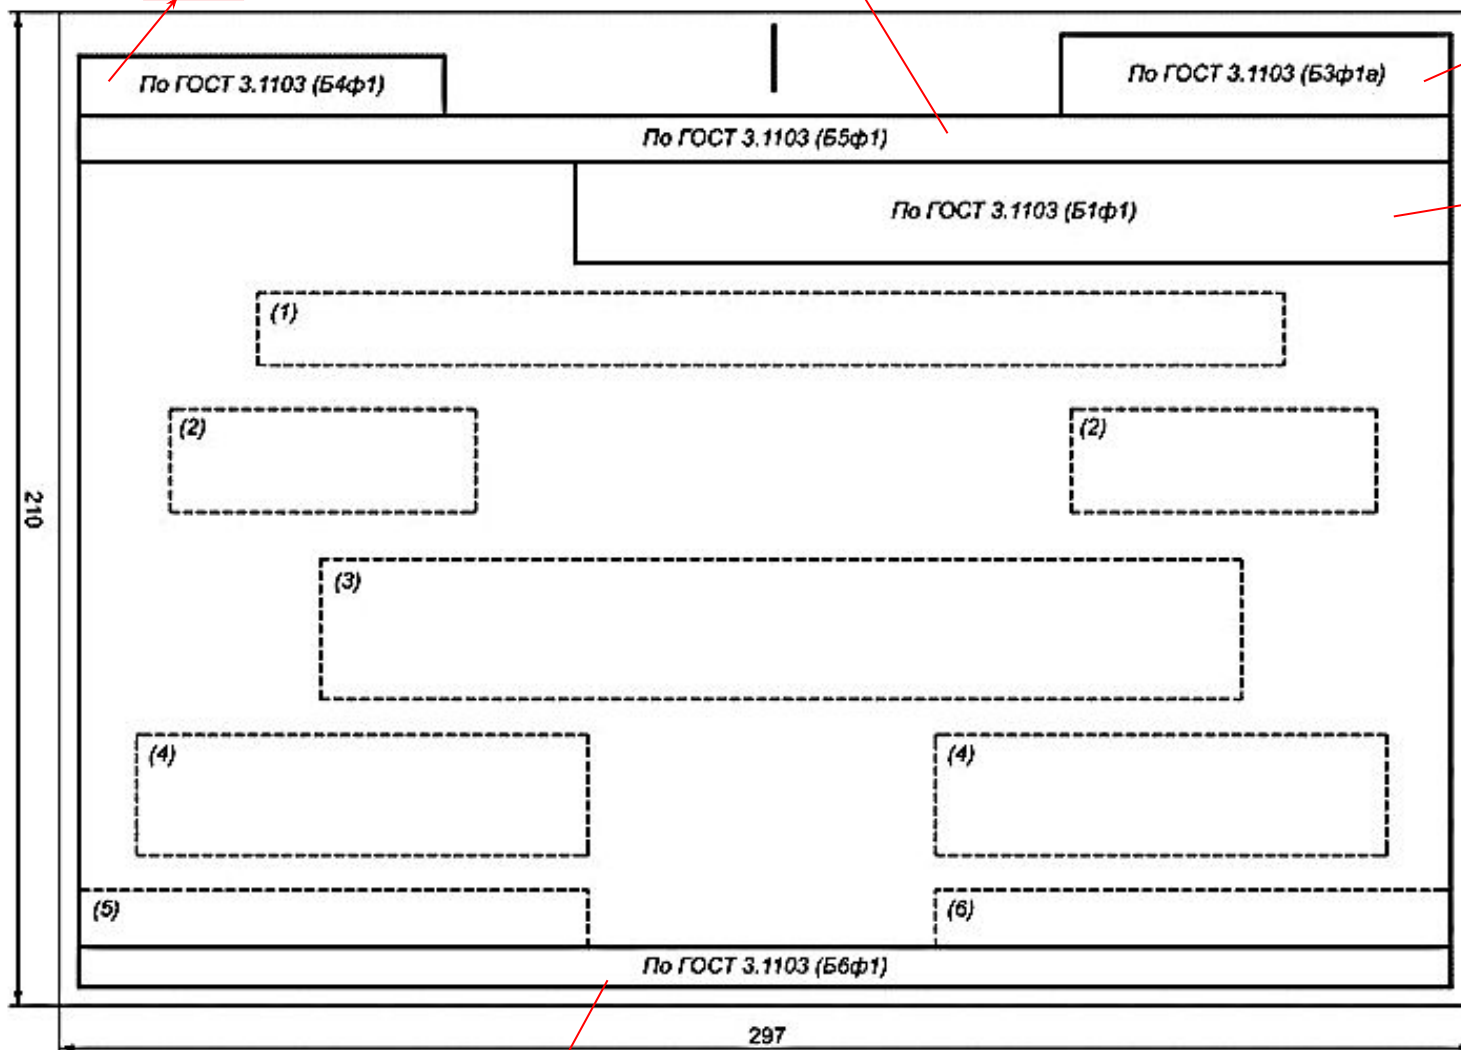 По ГОСТ 3.1103 (Б4ф1)
По ГОСТ 3.1103 (Б3ф1а)
По ГОСТ 3.1103 (Б5ф1)
По ГОСТ 3.1103 (Б1ф1)
(1)
(2)
(2)
210
(3)
(4)
(4)
(5)
(6)
По ГОСТ 3.1103 (Б6ф1)
297